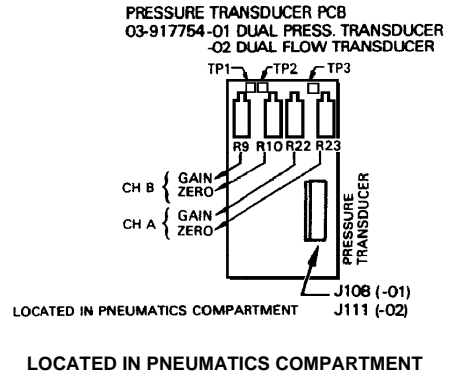 PRESSURE TRANSDUCER PCB
03-917754-01 DUAL PRESS. TRANSDUCER
-02 DUAL FLOW TRANSDUCER
TP1 TP2 TP3
R9 R10 R22 R23
CH B { GAIN
ZERO
CH A { GAIN
ZERO
PRESSURE
TRANSDUCER
J108 (-01)
LOCATED IN PNEUMATICS COMPARTMENT J111 (-02)
LOCATED IN PNEUMATICS COMPARTMENT